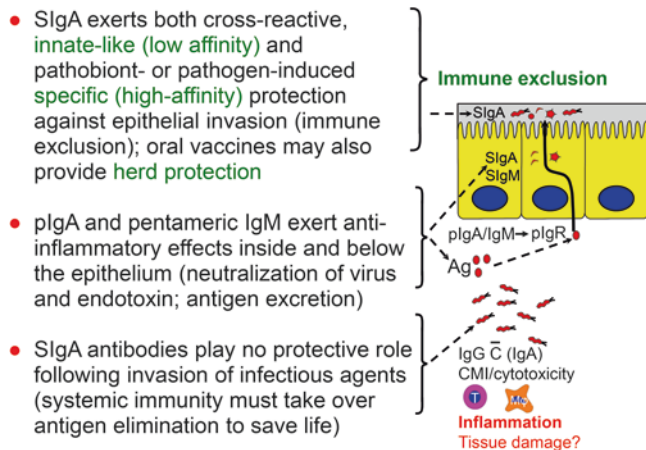 • SIgA exerts both cross-reactive,
innate-like (low affinity) and
pathobiont- or pathogen-induced
specific (high-affinity) protection
against epithelial invasion (immune
exclusion); oral vaccines may also
provide herd protection
• pIgA and pentameric IgM exert anti-
inflammatory effects inside and below
the epithelium (neutralization of virus
and endotoxin; antigen excretion)
• SIgA antibodies play no protective role
following invasion of infectious agents
(systemic immunity must take over
antigen elimination to save life)
Immune exclusion
SIgA
SIgA
SIgM
pIgA/IgM→ pIgR
Ag
IgG C̅ (IgA)
CMI/cytotoxicity
T
Mø
Inflammation
Tissue damage?